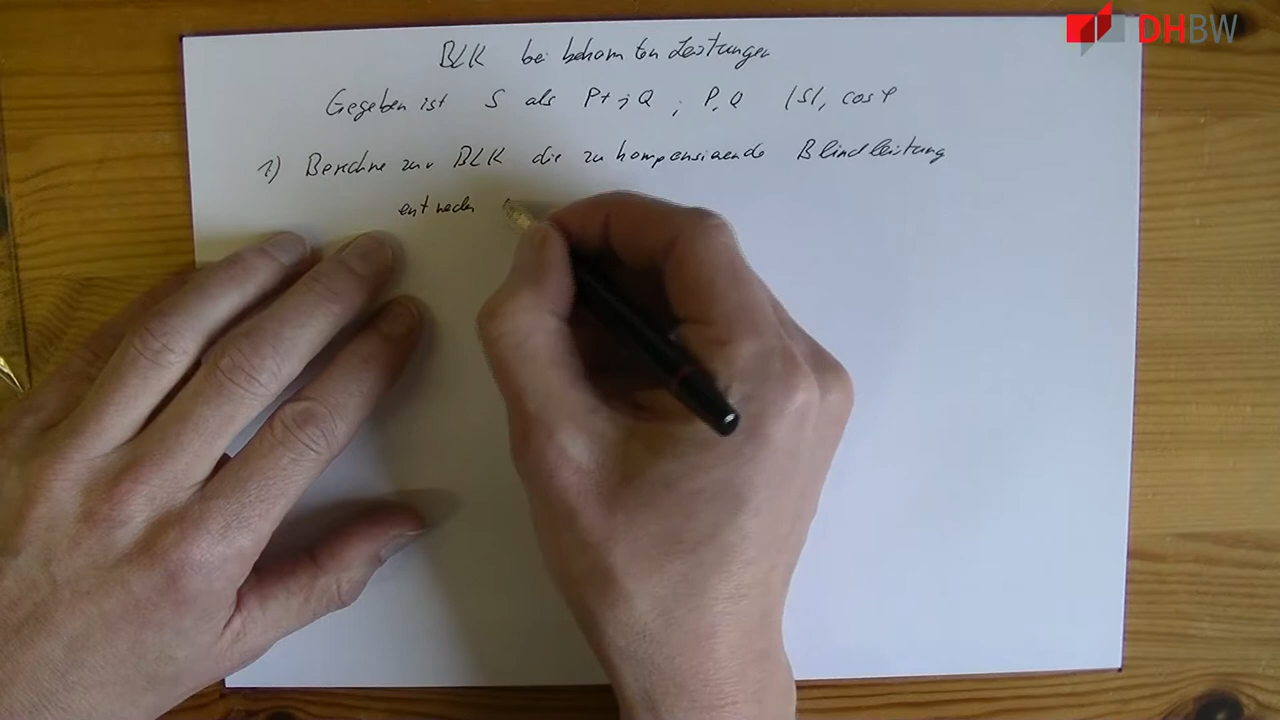 DHBW
BLK bei bekannten Leistungen
Gegeben ist S als P+jQ ; P, Q |S|, cos φ
1) Berechne zur BLK die zu kompensierende Blindleistung
entweder